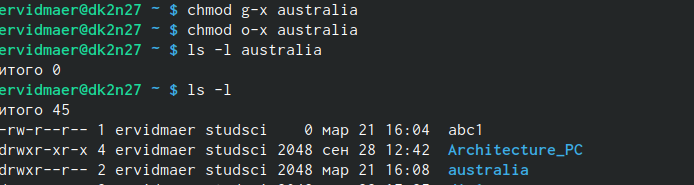 ervidmaer@dk2n27 ~ $ chmod g-x australia
ervidmaer@dk2n27 ~ $ chmod o-x australia
ervidmaer@dk2n27 ~ $ ls -l australia
итого 0
ervidmaer@dk2n27 ~ $ ls -l
итого 45
-rw-r--r-- 1 ervidmaer studsci    0 мар 21 16:04  abc1
drwxr-xr-x 4 ervidmaer studsci 2048 сен 28 12:42  Architecture_PC
drwxr--r-- 2 ervidmaer studsci 2048 мар 21 16:08  australia